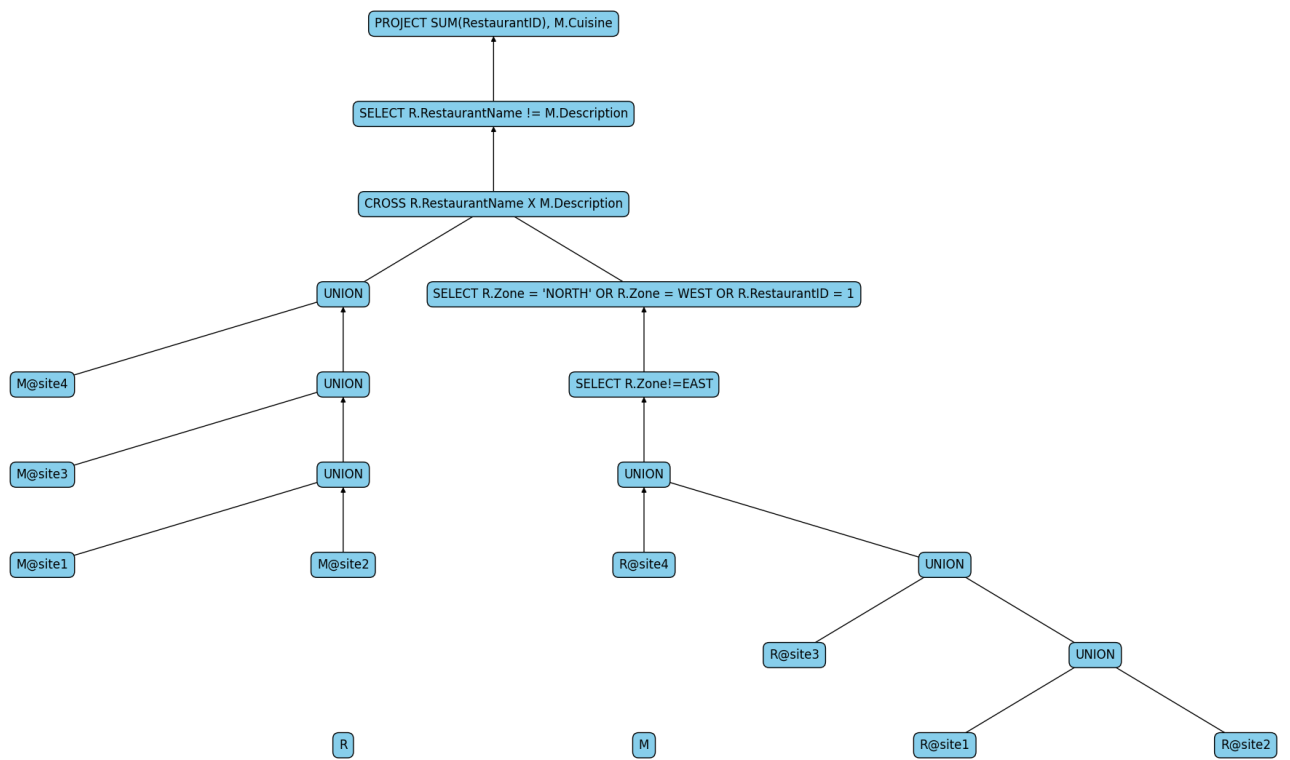 PROJECT SUM(RestaurantID), M.Cuisine
SELECT R.RestaurantName != M.Description
CROSS R.RestaurantName X M.Description
UNION
SELECT R.Zone = 'NORTH' OR R.Zone = WEST OR R.RestaurantID = 1
M@site4
UNION
SELECT R.Zone!=EAST
M@site3
UNION
UNION
M@site1
M@site2
R@site4
UNION
R@site3
UNION
R
M
R@site1
R@site2